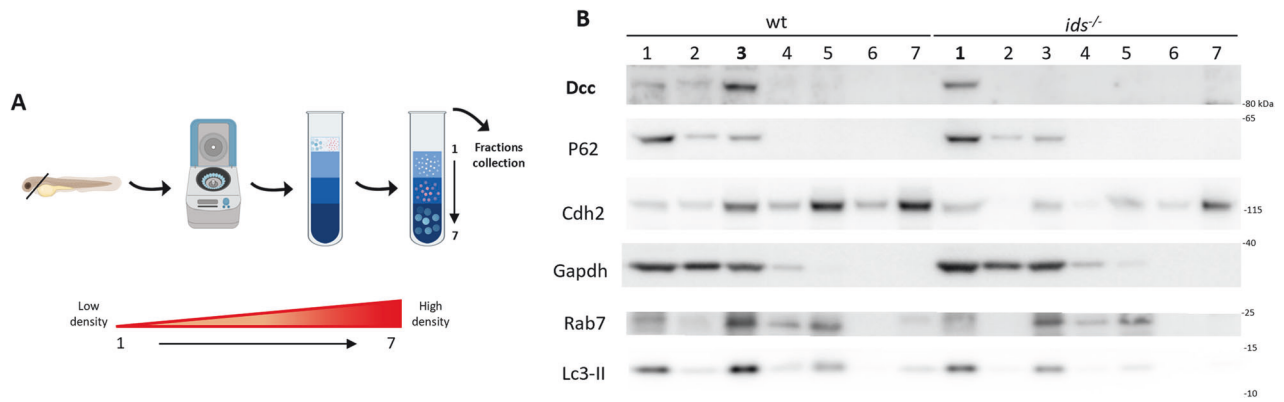 A
1
7
Fractions
collection
Low
density
High
density
1
7
B
wt
ids-/-
1 2 3 4 5 6 7 1 2 3 4 5 6 7
Dcc
-80 kDa
-65
P62
Cdh2
-115
-40
Gapdh
Rab7
-25
-15
Lc3-II
-10